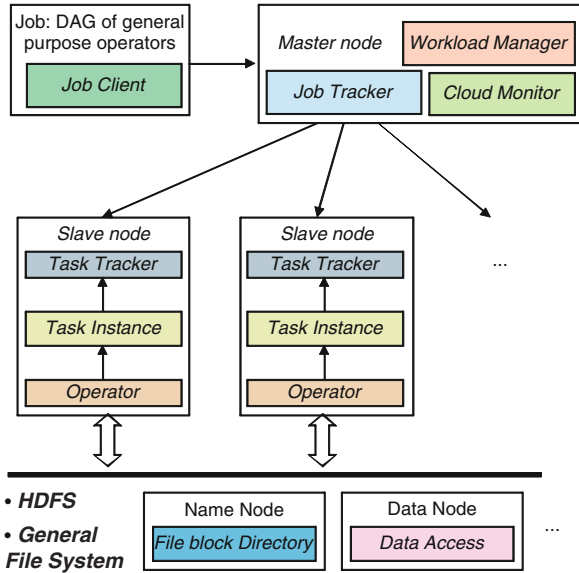 Job: DAG of general
purpose operators
Job Client
Master node
Workload Manager
Job Tracker
Cloud Monitor
Slave node
Task Tracker
Task Instance
Operator
Slave node
Task Tracker
Task Instance
Operator
...
• HDFS
• General
File System
Name Node
File block Directory
Data Node
Data Access
...